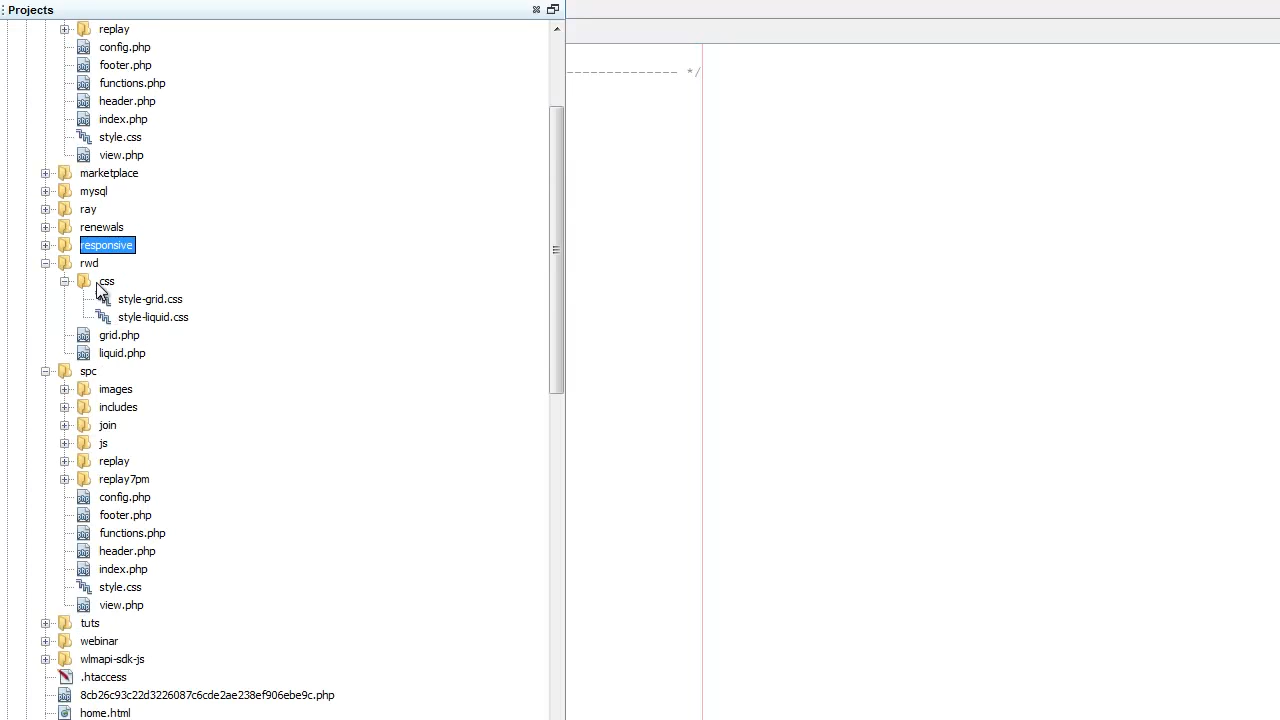 Projects
replay
config.php
footer.php
functions.php
header.php
index.php
style.css
view.php
marketplace
mysql
ray
renewals
responsive
rwd
css
style-grid.css
style-liquid.css
grid.php
liquid.php
spc
images
includes
join
js
replay
replay7pm
config.php
footer.php
functions.php
header.php
index.php
style.css
view.php
tuts
webinar
wlmapi-sdk-js
.htaccess
8cb26c93c22d3226087c6cde2ae238ef906ebe9c.php
home.html
--------------- */